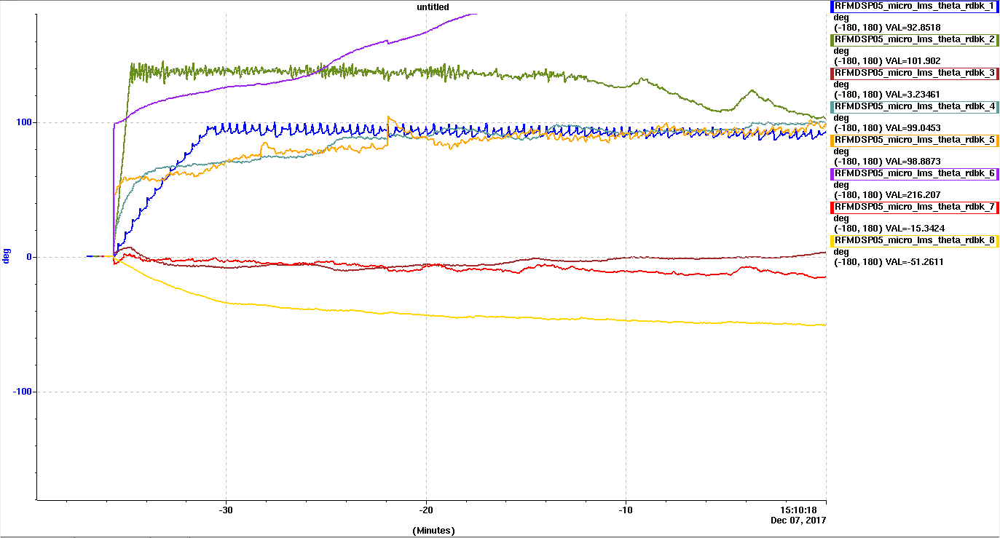 untitled
RFMDSP05_micro_lms_theta_rdbk_1
deg
(-180, 180) VAL=92.8518
RFMDSP05_micro_lms_theta_rdbk_2
deg
(-180, 180) VAL=101.902
RFMDSP05_micro_lms_theta_rdbk_3
deg
(-180, 180) VAL=3.23461
RFMDSP05_micro_lms_theta_rdbk_4
deg
(-180, 180) VAL=99.0453
RFMDSP05_micro_lms_theta_rdbk_5
deg
(-180, 180) VAL=98.8873
RFMDSP05_micro_lms_theta_rdbk_6
deg
(-180, 180) VAL=216.207
RFMDSP05_micro_lms_theta_rdbk_7
deg
(-180, 180) VAL=-15.3424
RFMDSP05_micro_lms_theta_rdbk_8
deg
(-180, 180) VAL=-51.2611
100
0
-100
deg
-30
-20
-10
15:10:18
Dec 07, 2017
(Minutes)